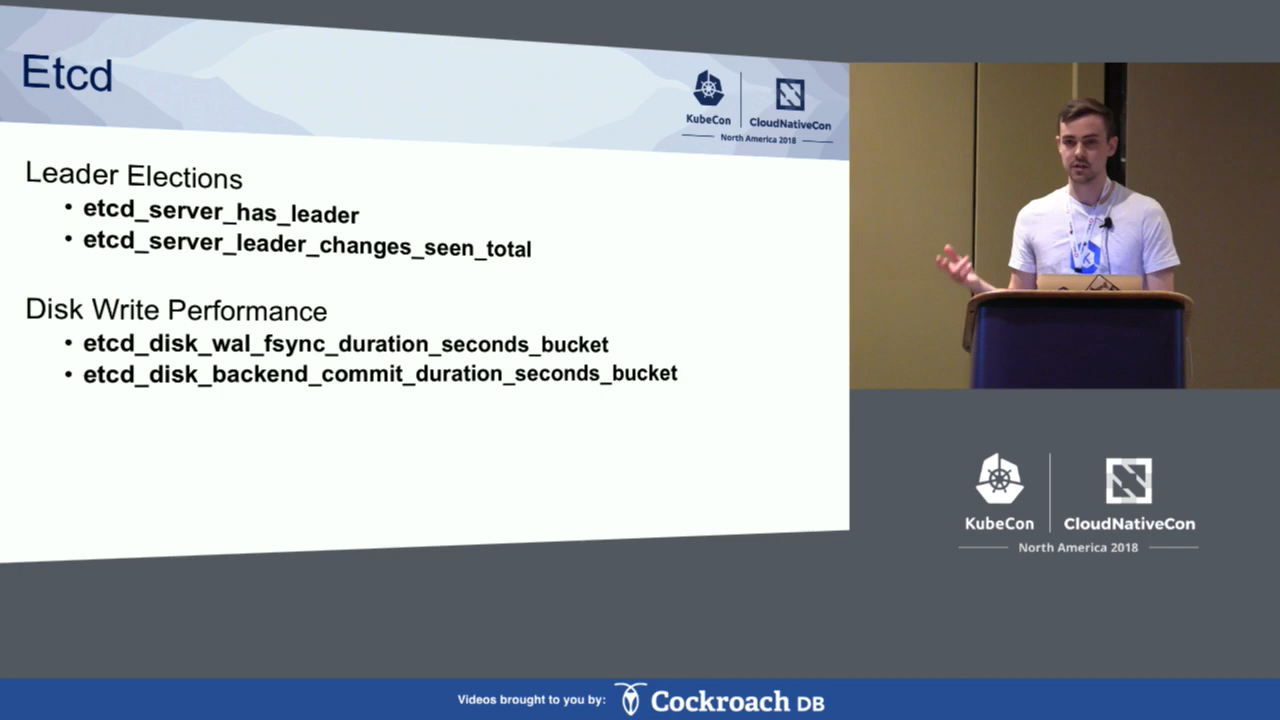 Etcd
KubeCon
CloudNativeCon
North America 2018
Leader Elections
• etcd_server_has_leader
• etcd_server_leader_changes_seen_total
Disk Write Performance
• etcd_disk_wal_fsync_duration_seconds_bucket
• etcd_disk_backend_commit_duration_seconds_bucket
KubeCon
CloudNativeCon
North America 2018
Videos brought to you by:
Cockroach DB